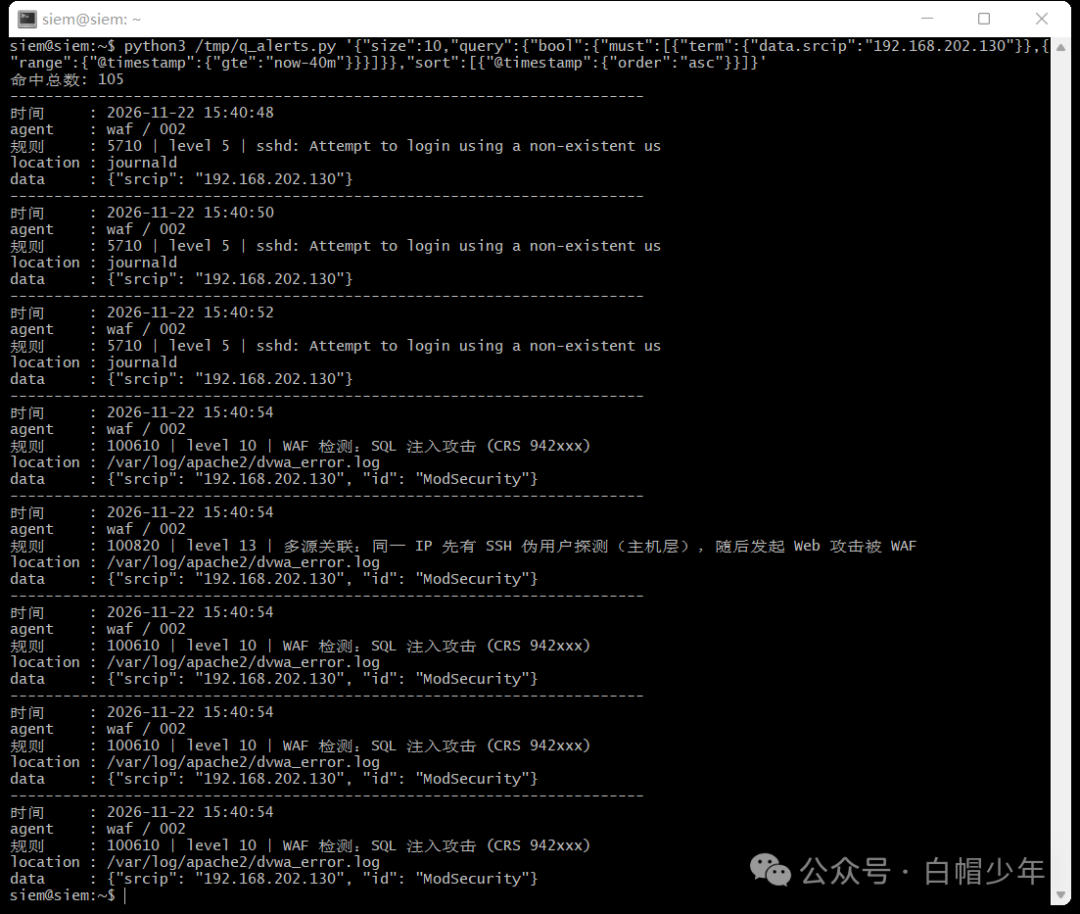 siem@siem: ~
siem@siem:~$ python3 /tmp/q_alerts.py '{"size":10,"query":{"bool":{"must":[{"term":{"data.srcip":"192.168.202.130"}},{
"range":{"@timestamp":{"gte":"now-40m"}}}]}},"sort":[{"@timestamp":{"order":"asc"}}]}'
命中总数: 105
----------------------------------------------------------------------
时间 : 2026-11-22 15:40:48
agent : waf / 002
规则 : 5710 | level 5 | sshd: Attempt to login using a non-existent us
location : journald
data : {"srcip": "192.168.202.130"}
----------------------------------------------------------------------
时间 : 2026-11-22 15:40:50
agent : waf / 002
规则 : 5710 | level 5 | sshd: Attempt to login using a non-existent us
location : journald
data : {"srcip": "192.168.202.130"}
----------------------------------------------------------------------
时间 : 2026-11-22 15:40:52
agent : waf / 002
规则 : 5710 | level 5 | sshd: Attempt to login using a non-existent us
location : journald
data : {"srcip": "192.168.202.130"}
----------------------------------------------------------------------
时间 : 2026-11-22 15:40:54
agent : waf / 002
规则 : 100610 | level 10 | WAF 检测：SQL 注入攻击 (CRS 942xxx)
location : /var/log/apache2/dvwa_error.log
data : {"srcip": "192.168.202.130", "id": "ModSecurity"}
----------------------------------------------------------------------
时间 : 2026-11-22 15:40:54
agent : waf / 002
规则 : 100820 | level 13 | 多源关联：同一 IP 先有 SSH 伪用户探测（主机层），随后发起 Web 攻击被 WAF
location : /var/log/apache2/dvwa_error.log
data : {"srcip": "192.168.202.130", "id": "ModSecurity"}
----------------------------------------------------------------------
时间 : 2026-11-22 15:40:54
agent : waf / 002
规则 : 100610 | level 10 | WAF 检测：SQL 注入攻击 (CRS 942xxx)
location : /var/log/apache2/dvwa_error.log
data : {"srcip": "192.168.202.130", "id": "ModSecurity"}
----------------------------------------------------------------------
时间 : 2026-11-22 15:40:54
agent : waf / 002
规则 : 100610 | level 10 | WAF 检测：SQL 注入攻击 (CRS 942xxx)
location : /var/log/apache2/dvwa_error.log
data : {"srcip": "192.168.202.130", "id": "ModSecurity"}
----------------------------------------------------------------------
时间 : 2026-11-22 15:40:54
agent : waf / 002
规则 : 100610 | level 10 | WAF 检测：SQL 注入攻击 (CRS 942xxx)
location : /var/log/apache2/dvwa_error.log
data : {"srcip": "192.168.202.130", "id": "ModSecurity"}
siem@siem:~$
公众号 · 白帽少年